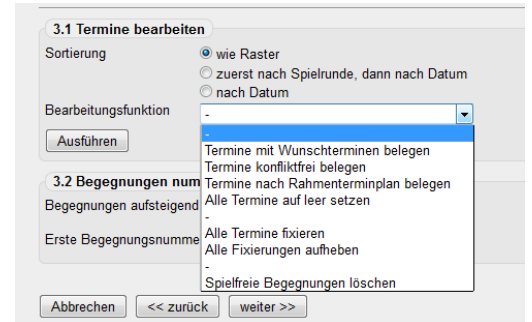 3.1 Termine bearbeiten
Sortierung
wie Raster
zuerst nach Spielrunde, dann nach Datum
nach Datum
Bearbeitungsfunktion
-
Ausführen
-
Termine mit Wunschterminen belegen
Termine konfliktfrei belegen
Termine nach Rahmenterminplan belegen
Alle Termine auf leer setzen
-
Alle Termine fixieren
Alle Fixierungen aufheben
-
Spielfreie Begegnungen löschen
3.2 Begegnungen num
Begegnungen aufsteigend
Erste Begegnungsnumme
Abbrechen
<< zurück
weiter >>